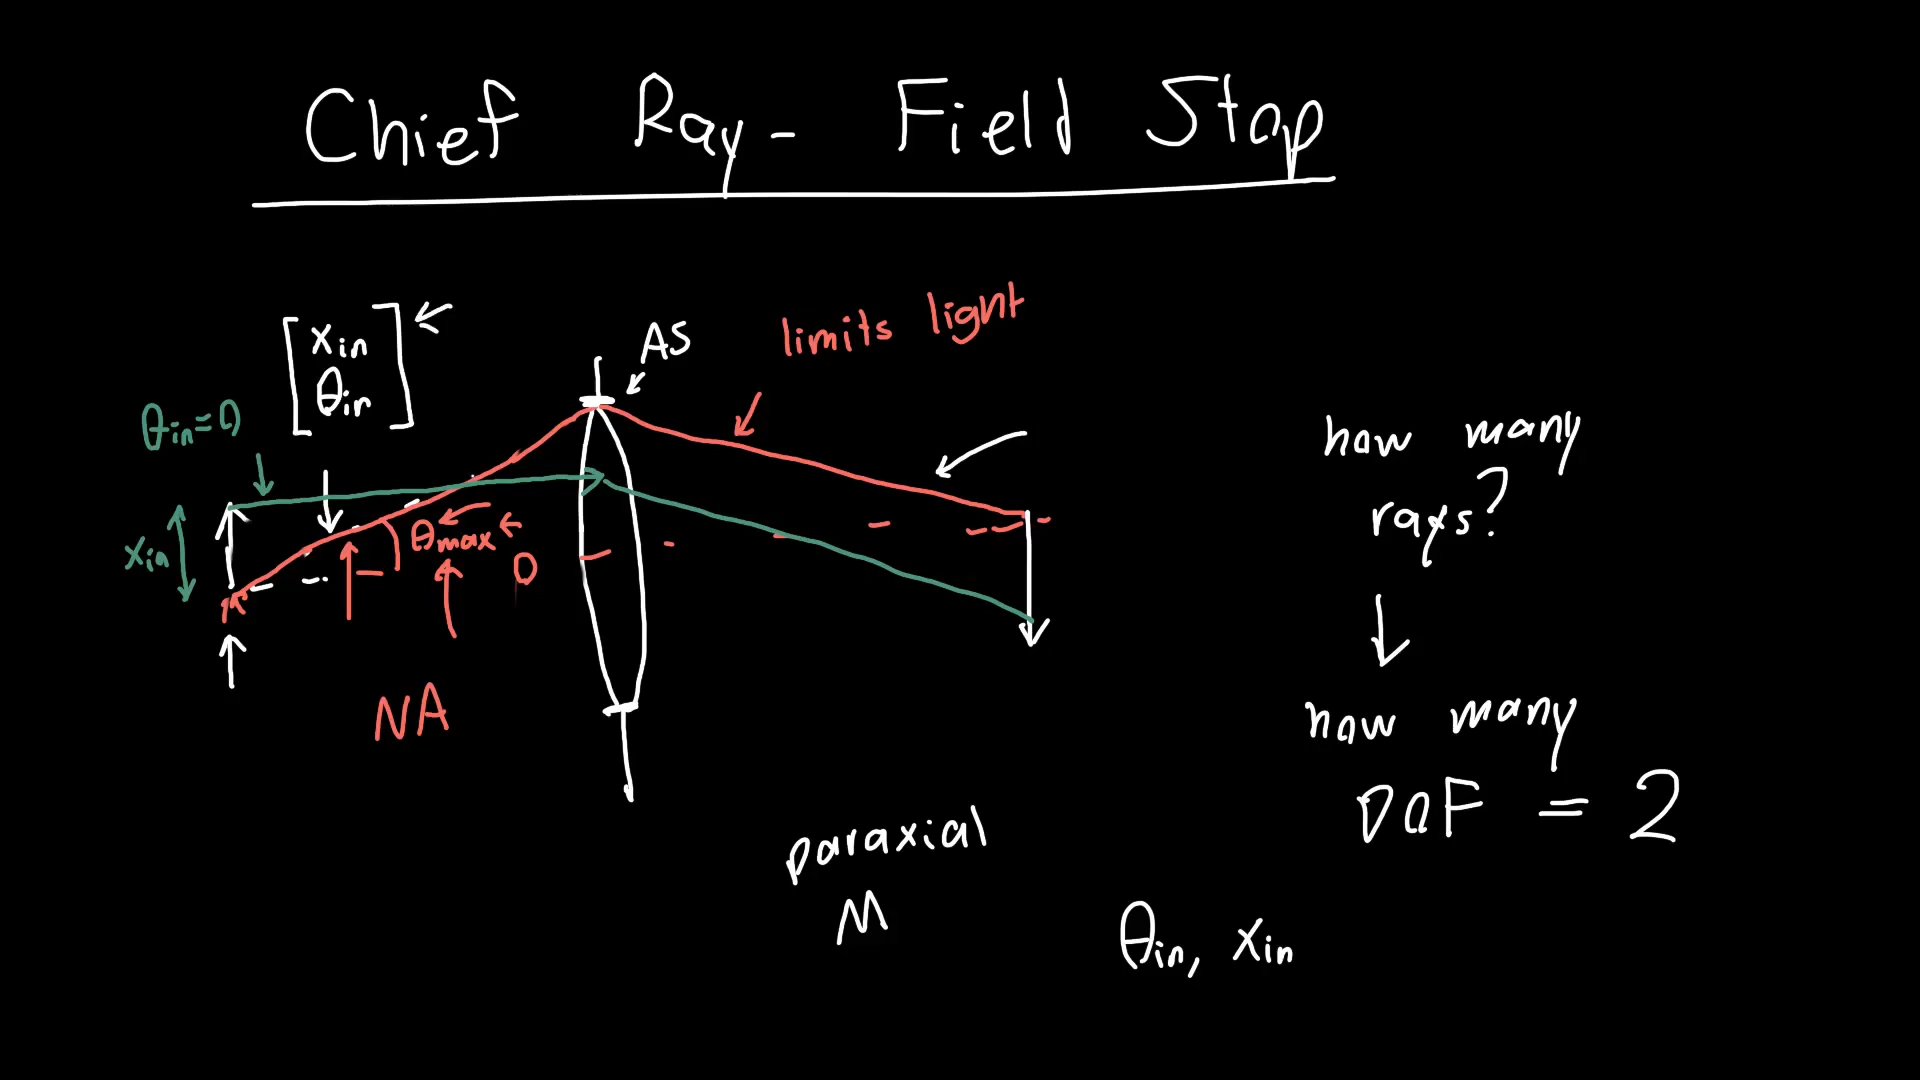 Chief Ray - Field Stop
limits light
AS
[xin
θin]
θin=0
xin
θmax
D
NA
how many
rays?
how many
DOF = 2
paraxial
M
θin, xin